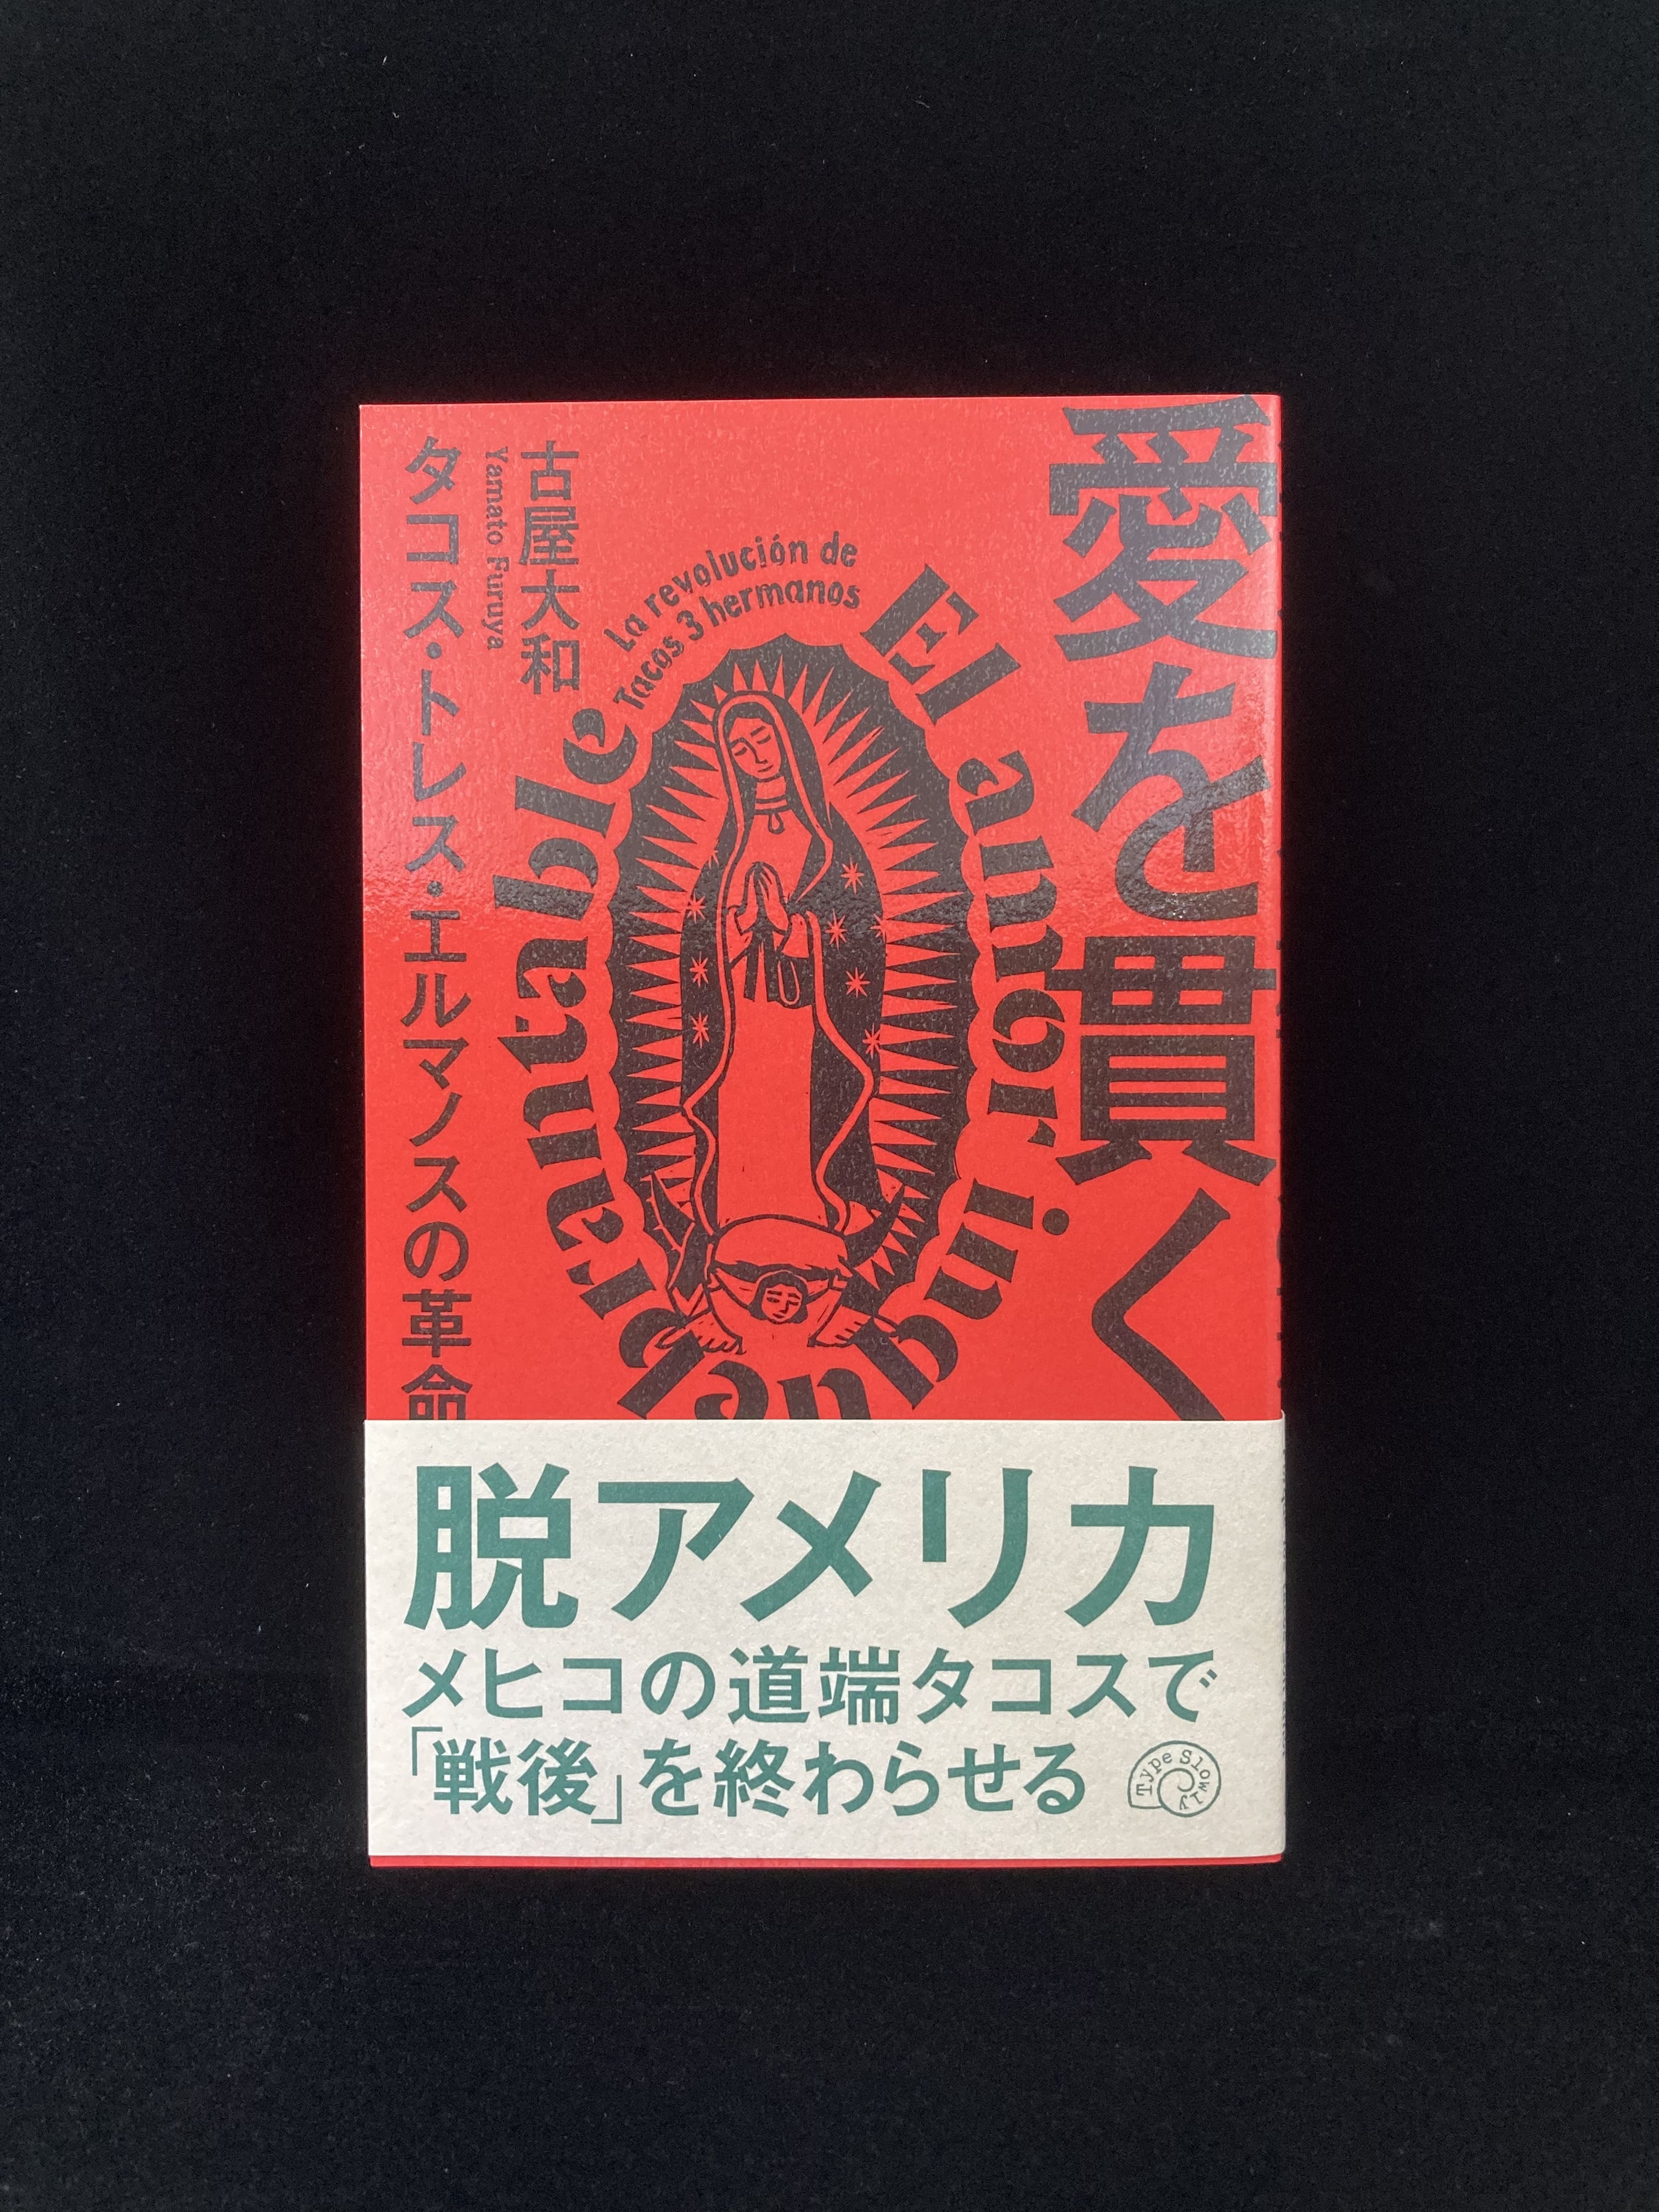 愛を貫く
El amor inquebrantable
La revolución de
Tacos 3 hermanos
古屋大和
Yamato Furuya
タコス・トレス・エルマノスの革命
脱アメリカ
メヒコの道端タコスで
「戦後」を終わらせる
Type Slowly